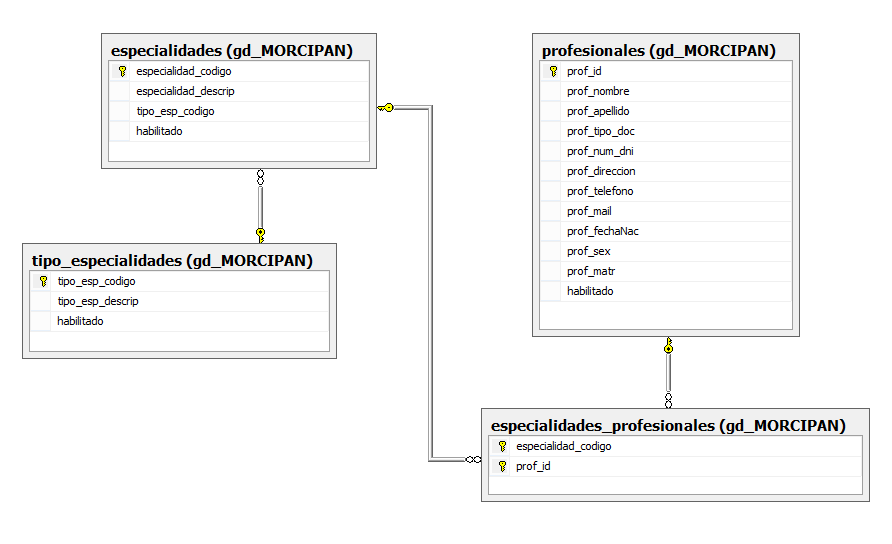 especialidades (gd_MORCIPAN)
especialidad_codigo
especialidad_descrip
tipo_esp_codigo
habilitado
tipo_especialidades (gd_MORCIPAN)
tipo_esp_codigo
tipo_esp_descrip
habilitado
profesionales (gd_MORCIPAN)
prof_id
prof_nombre
prof_apellido
prof_tipo_doc
prof_num_dni
prof_direccion
prof_telefono
prof_mail
prof_fechaNac
prof_sex
prof_matr
habilitado
especialidades_profesionales (gd_MORCIPAN)
especialidad_codigo
prof_id